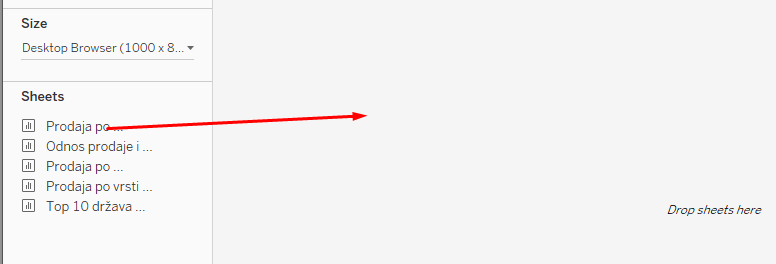 Size
Desktop Browser (1000 x 8...
Sheets
Prodaja po ...
Odnos prodaje i ...
Prodaja po ...
Prodaja po vrsti ...
Top 10 država ...
Drop sheets here